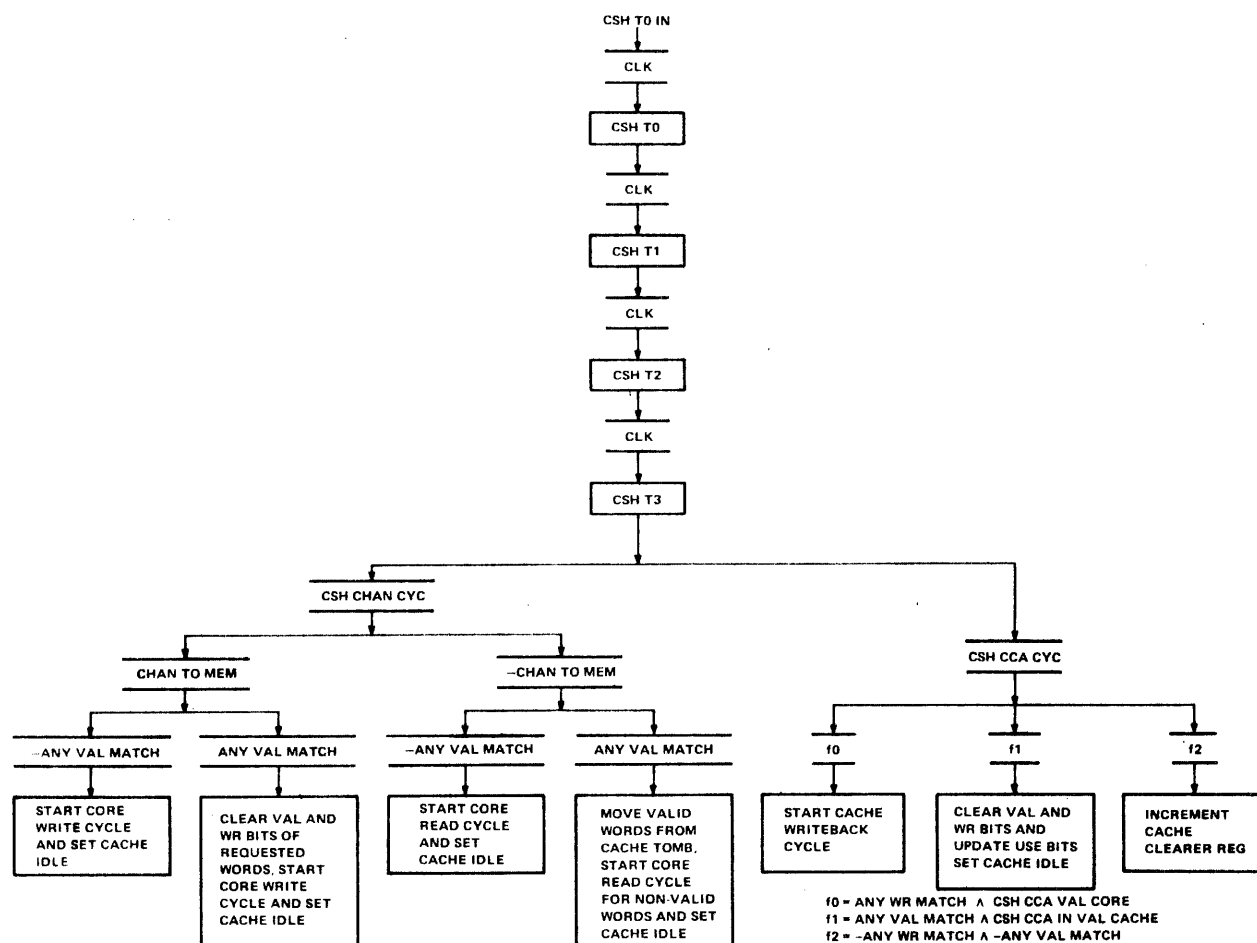 CSH T0 IN
CLK
CSH T0
CLK
CSH T1
CLK
CSH T2
CLK
CSH T3
CSH CHAN CYC
CSH CCA CYC
CHAN TO MEM
–CHAN TO MEM
–ANY VAL MATCH
ANY VAL MATCH
–ANY VAL MATCH
ANY VAL MATCH
f0
f1
f2
START CORE
WRITE CYCLE
AND SET CACHE
IDLE
CLEAR VAL AND
WR BITS OF
REQUESTED
WORDS, START
CORE WRITE
CYCLE AND SET
CACHE IDLE
START CORE
READ CYCLE
AND SET
CACHE IDLE
MOVE VALID
WORDS FROM
CACHE TOMB,
START CORE
READ CYCLE
FOR NON-VALID
WORDS AND SET
CACHE IDLE
START CACHE
WRITEBACK
CYCLE
CLEAR VAL AND
WR BITS AND
UPDATE USE BITS
SET CACHE IDLE
INCREMENT
CACHE
CLEARER REG
f0 = ANY WR MATCH ∧ CSH CCA VAL CORE
f1 = ANY VAL MATCH ∧ CSH CCA IN VAL CACHE
f2 = –ANY WR MATCH ∧ –ANY VAL MATCH